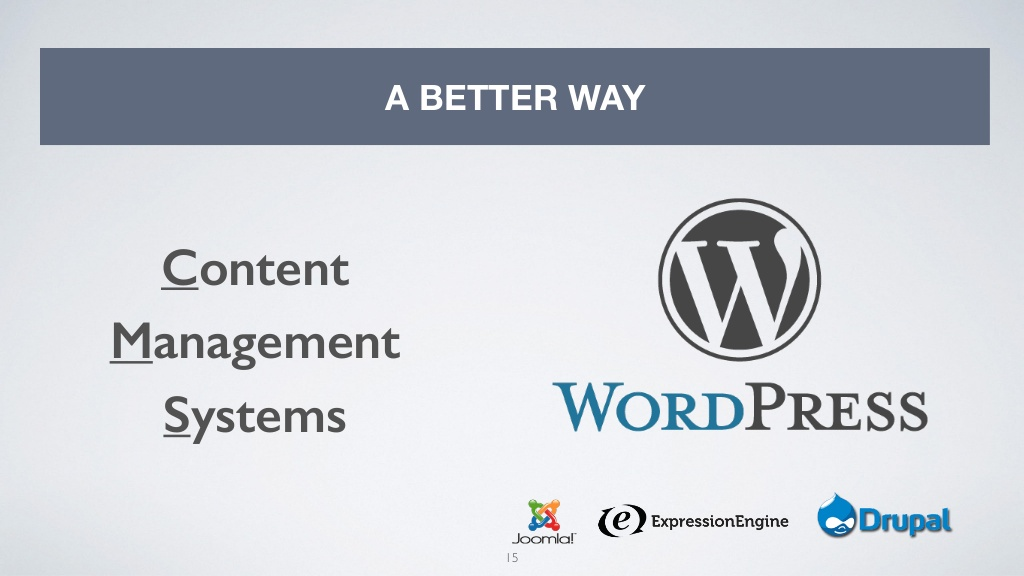 A BETTER WAY
Content
Management
Systems
W
WORDPRESS
Joomla!
e ExpressionEngine
Drupal
15